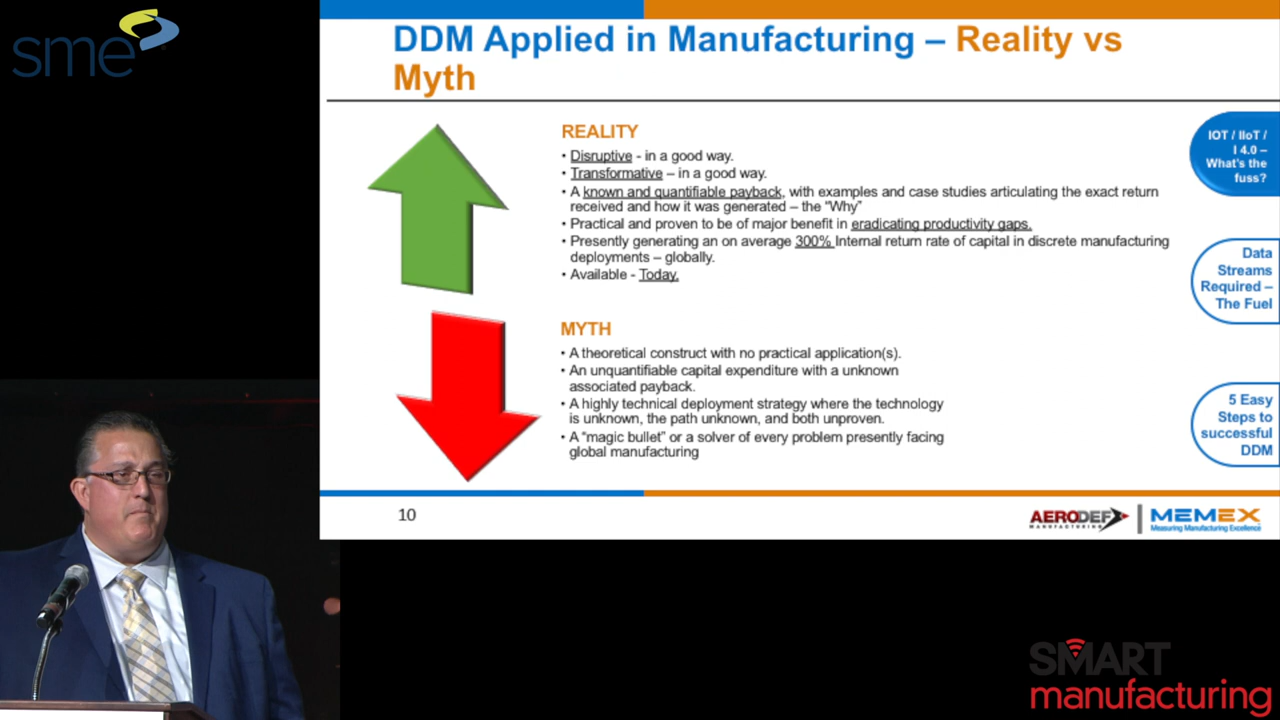 sme
DDM Applied in Manufacturing – Reality vs
Myth
REALITY
• Disruptive - in a good way.
• Transformative – in a good way.
• A known and quantifiable payback, with examples and case studies articulating the exact return
received and how it was generated – the “Why”
• Practical and proven to be of major benefit in eradicating productivity gaps.
• Presently generating an on average 300% Internal return rate of capital in discrete manufacturing
deployments – globally.
• Available - Today.
MYTH
• A theoretical construct with no practical application(s).
• An unquantifiable capital expenditure with a unknown
associated payback.
• A highly technical deployment strategy where the technology
is unknown, the path unknown, and both unproven.
• A “magic bullet” or a solver of every problem presently facing
global manufacturing
IOT / IIoT /
I 4.0 –
What's the
fuss?
Data
Streams
Required –
The Fuel
5 Easy
Steps to
successful
DDM
10
AERODEF
MANUFACTURING
MEMEX
Measuring Manufacturing Excellence
SMART
manufacturing